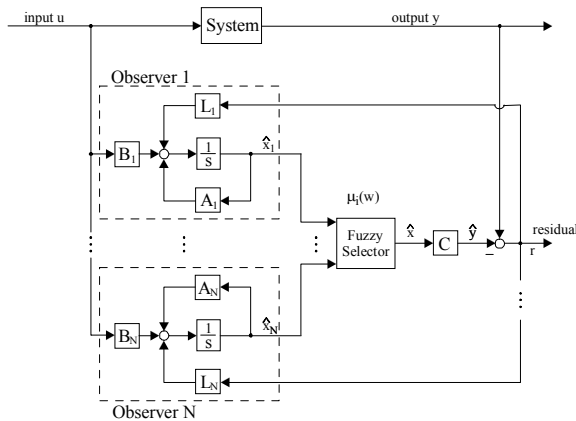 input u
System
output y
Observer 1
L₁
B₁
1
s
x̂₁
A₁
μᵢ(w)
Fuzzy
Selector
x̂
C
ŷ
−
residual
r
A_N
B_N
1
s
x̂_N
L_N
Observer N